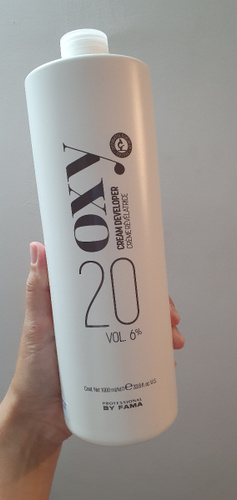 OXY
CREAM DEVELOPER
CRÈME RÉVÉLATRICE
20
VOL. 6%
PROFESSIONAL
BY FAMA